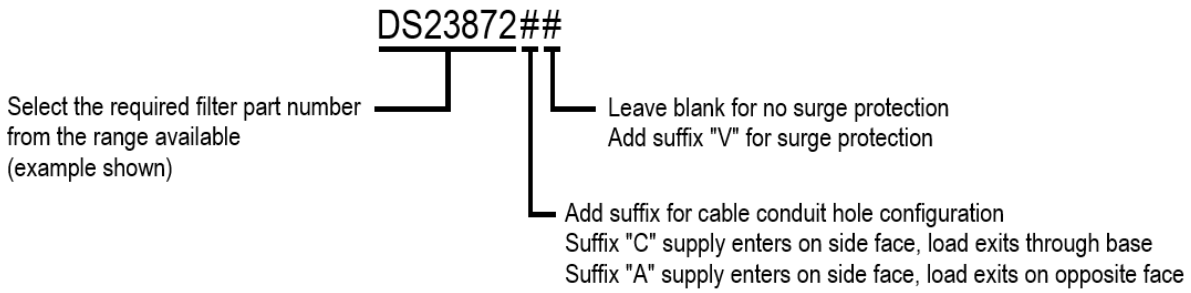 DS23872##
Select the required filter part number
from the range available
(example shown)
Leave blank for no surge protection
Add suffix "V" for surge protection
Add suffix for cable conduit hole configuration
Suffix "C" supply enters on side face, load exits through base
Suffix "A" supply enters on side face, load exits on opposite face